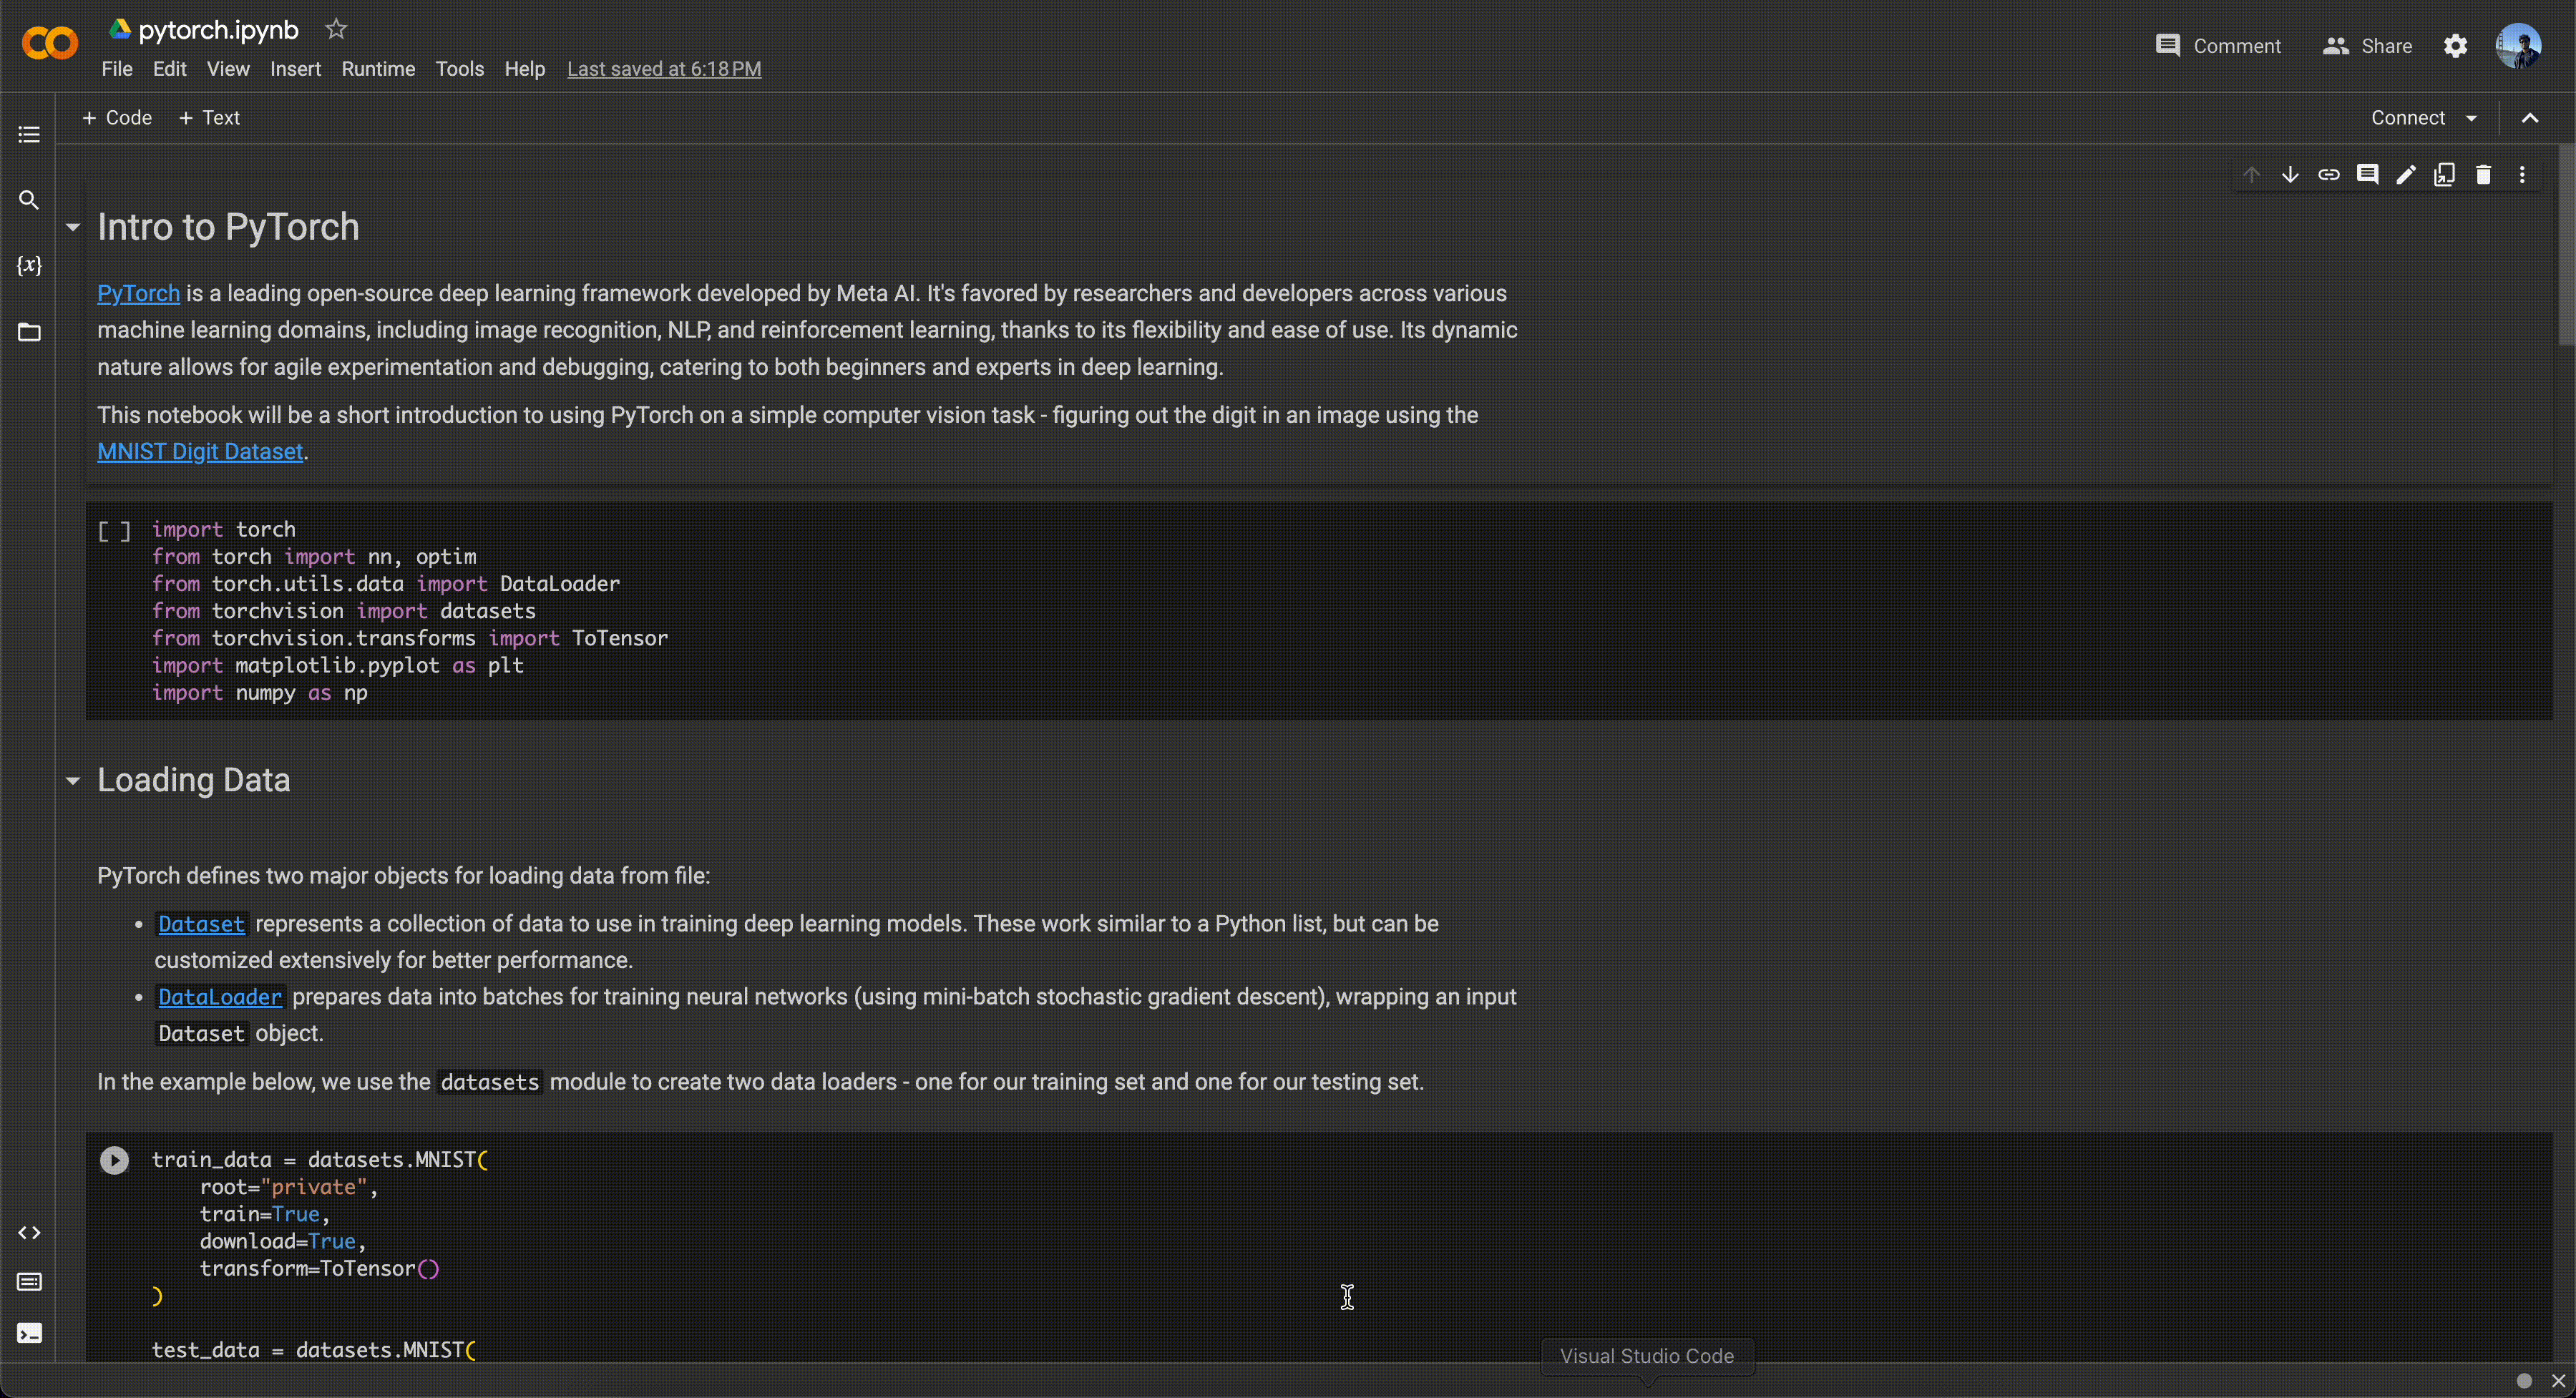 pytorch.ipynb
Comment
Share
File Edit View Insert Runtime Tools Help Last saved at 6:18 PM
+ Code + Text
Connect
Intro to PyTorch
{x}
PyTorch is a leading open-source deep learning framework developed by Meta AI. It's favored by researchers and developers across various
machine learning domains, including image recognition, NLP, and reinforcement learning, thanks to its flexibility and ease of use. Its dynamic
nature allows for agile experimentation and debugging, catering to both beginners and experts in deep learning.
This notebook will be a short introduction to using PyTorch on a simple computer vision task - figuring out the digit in an image using the
MNIST Digit Dataset.
[ ] import torch
from torch import nn, optim
from torch.utils.data import DataLoader
from torchvision import datasets
from torchvision.transforms import ToTensor
import matplotlib.pyplot as plt
import numpy as np
Loading Data
PyTorch defines two major objects for loading data from file:
• Dataset represents a collection of data to use in training deep learning models. These work similar to a Python list, but can be
customized extensively for better performance.
• DataLoader prepares data into batches for training neural networks (using mini-batch stochastic gradient descent), wrapping an input
Dataset object.
In the example below, we use the datasets module to create two data loaders - one for our training set and one for our testing set.
train_data = datasets.MNIST(
root="private",
train=True,
download=True,
transform=ToTensor()
)
test_data = datasets.MNIST(
Visual Studio Code